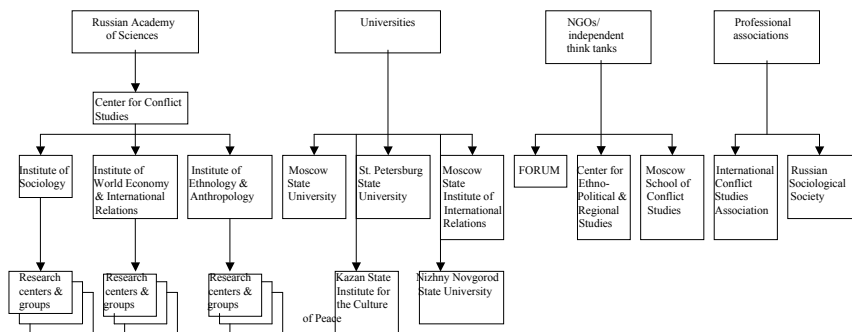 Russian Academy
of Sciences
Universities
NGOs/
independent
think tanks
Professional
associations
Center for Conflict
Studies
Institute of
Sociology
Institute of
World Economy
& International
Relations
Institute of
Ethnology &
Anthropology
Moscow
State
University
St. Petersburg
State
University
Moscow
State
Institute of
International
Relations
FORUM
Center for
Ethno-
Political &
Regional
Studies
Moscow
School of
Conflict
Studies
International
Conflict
Studies
Association
Russian
Sociological
Society
Research
centers &
groups
Research
centers &
groups
Research
centers &
groups
Kazan State
Institute for
the Culture
of Peace
Nizhny Novgorod
State University